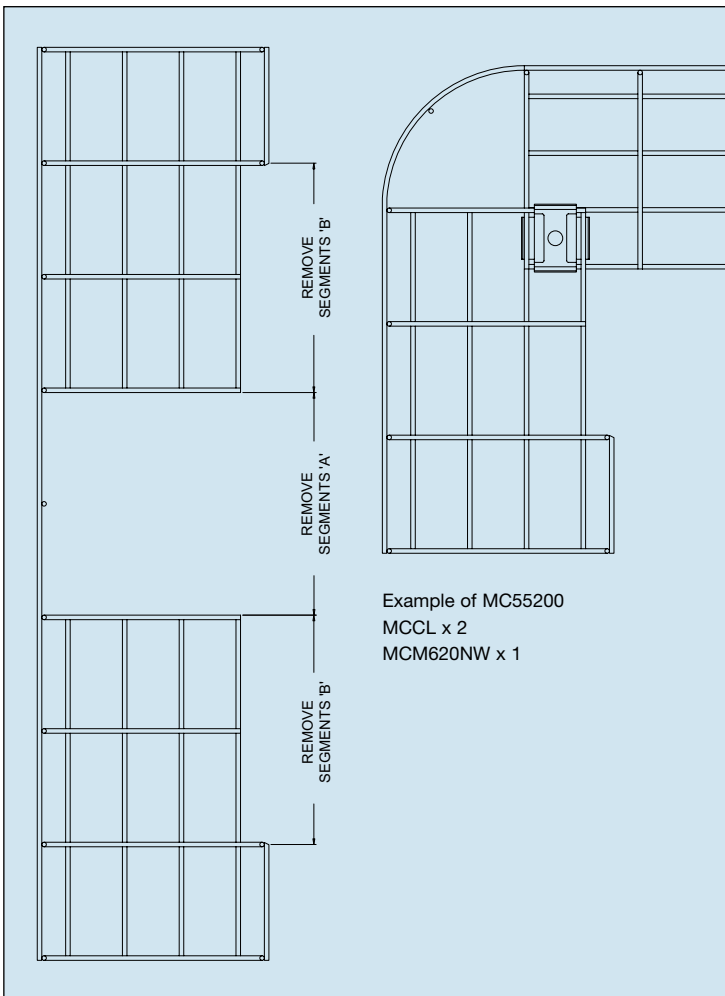 REMOVE
SEGMENTS 'B'
REMOVE
SEGMENTS 'A'
REMOVE
SEGMENTS 'B'
Example of MC55200
MCCL x 2
MCM620NW x 1